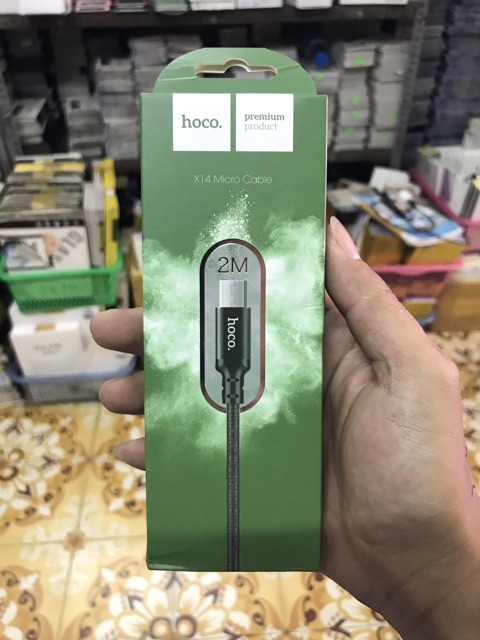 hoco.
premium
product
X14 Micro Cable
2M
hoco.